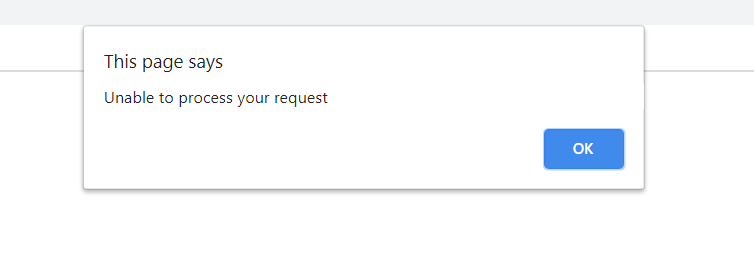 This page says
Unable to process your request
OK